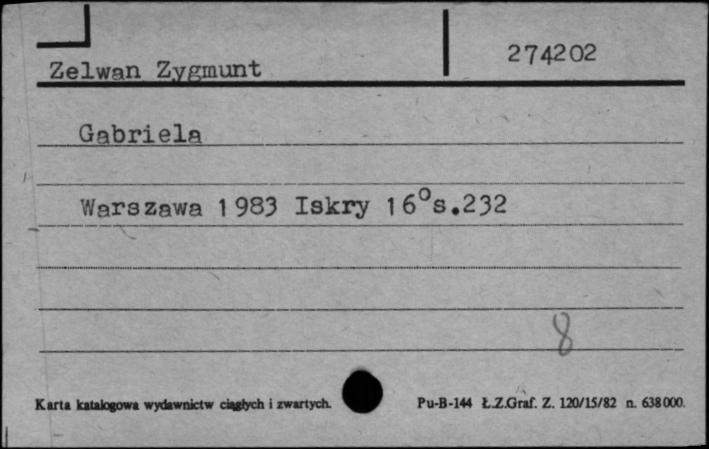 274202
Zelwan Zygmunt
Gabriela
Warszawa 1983 Iskry 16°s.232
8
Karta katalogowa wydawnictw ciągłych i zwartych.
Pu-B-144 Ł.Z.Graf. Z. 120/15/82 n. 638000.